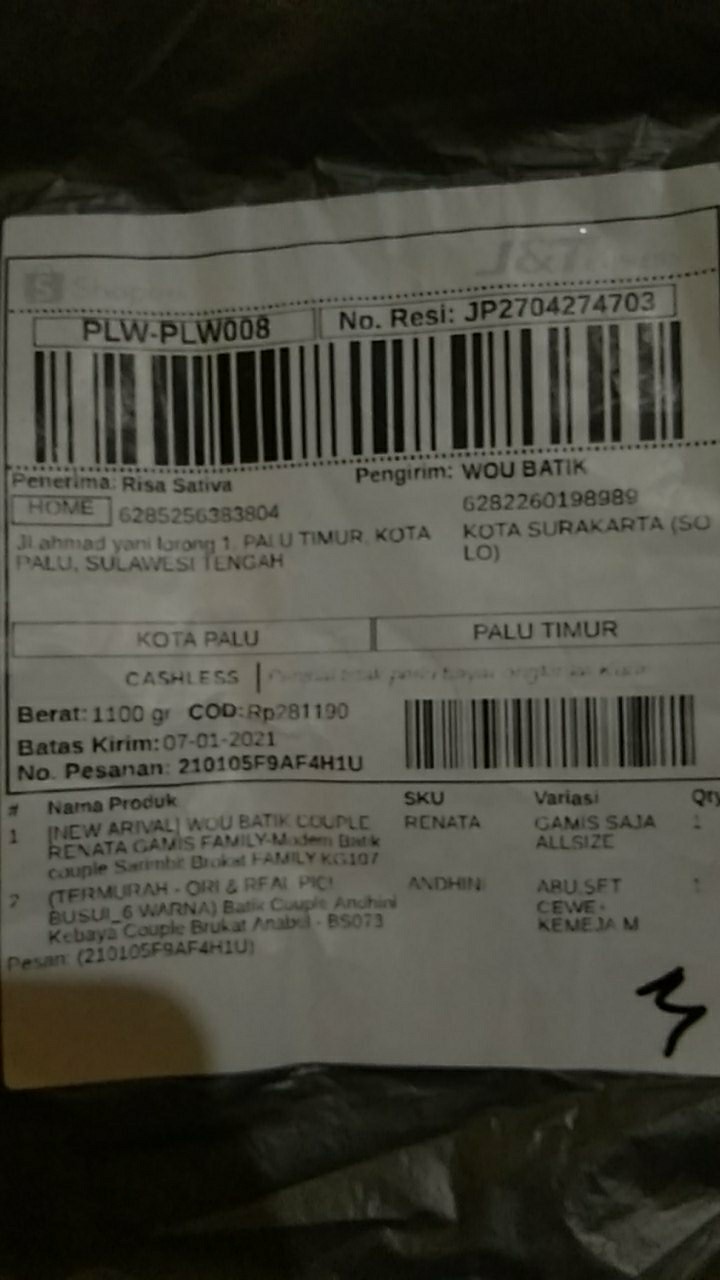 S Shopee
J&T
PLW-PLW008
No. Resi: JP2704274703
Penerima: Risa Sativa
Pengirim: WOU BATIK
HOME 6285256383804
6282260198989
Jl ahmad yani lorong 1, PALU TIMUR, KOTA
PALU, SULAWESI TENGAH
KOTA SURAKARTA (SO
LO)
KOTA PALU
PALU TIMUR
CASHLESS
Berat: 1100 gr COD: Rp281190
Batas Kirim: 07-01-2021
No. Pesanan: 210105F9AF4H1U
# Nama Produk SKU Variasi Qty
1 [NEW ARIVAL] WOU BATIK COUPLE RENATA GAMIS SAJA 1
RENATA GAMIS FAMILY-Modern Batik ALLSIZE
couple Sarimbit Brokat FAMILY KG107
2 (TERMURAH - ORI & REAL PIC! ANDHINI ABU,SET 1
BUSUI_6 WARNA) Batik Couple Andhini CEWE+
Kebaya Couple Brukat Anabel - BS073 KEMEJA M
Pesan: (210105F9AF4H1U)